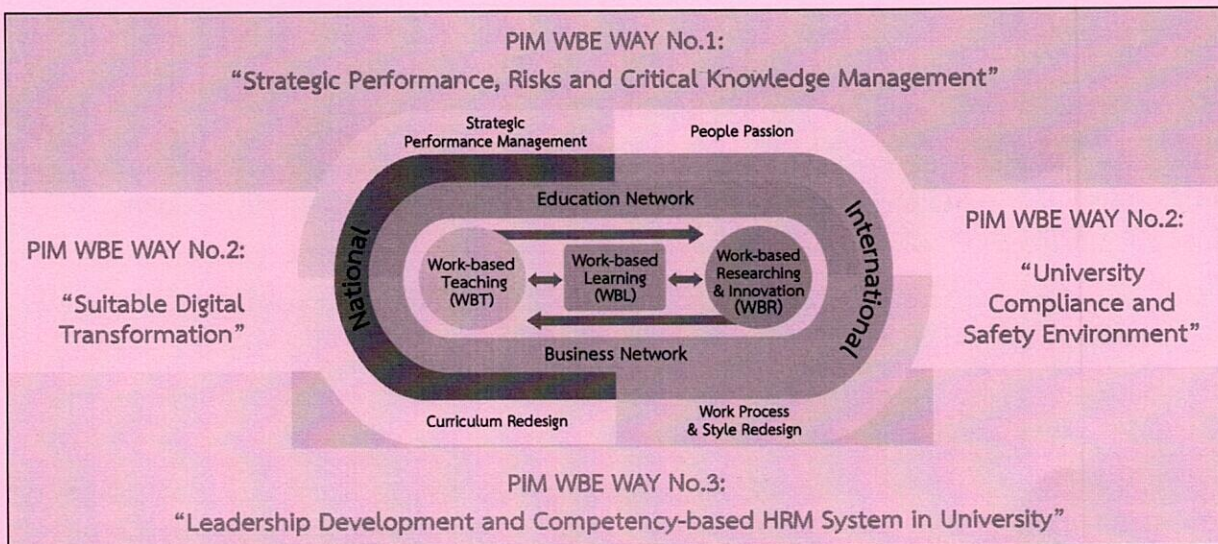 PIM WBE WAY No.1:
“Strategic Performance, Risks and Critical Knowledge Management”
Strategic
Performance Management
People Passion
PIM WBE WAY No.2:
“Suitable Digital
Transformation”
National
Education Network
Work-based
Teaching
(WBT)
Work-based
Learning
(WBL)
Work-based
Researching
& Innovation
(WBR)
Business Network
International
PIM WBE WAY No.2:
“University
Compliance and
Safety Environment”
Curriculum Redesign
Work Process
& Style Redesign
PIM WBE WAY No.3:
“Leadership Development and Competency-based HRM System in University”